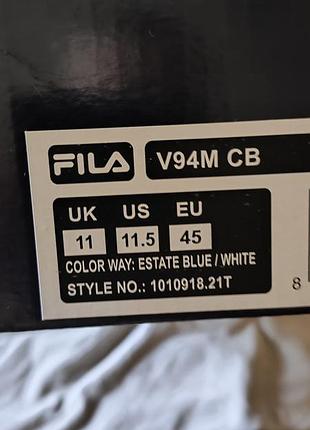 FILA V94M CB
UK US EU
11 11.5 45
COLOR WAY: ESTATE BLUE / WHITE
STYLE NO.: 1010918.21T
8